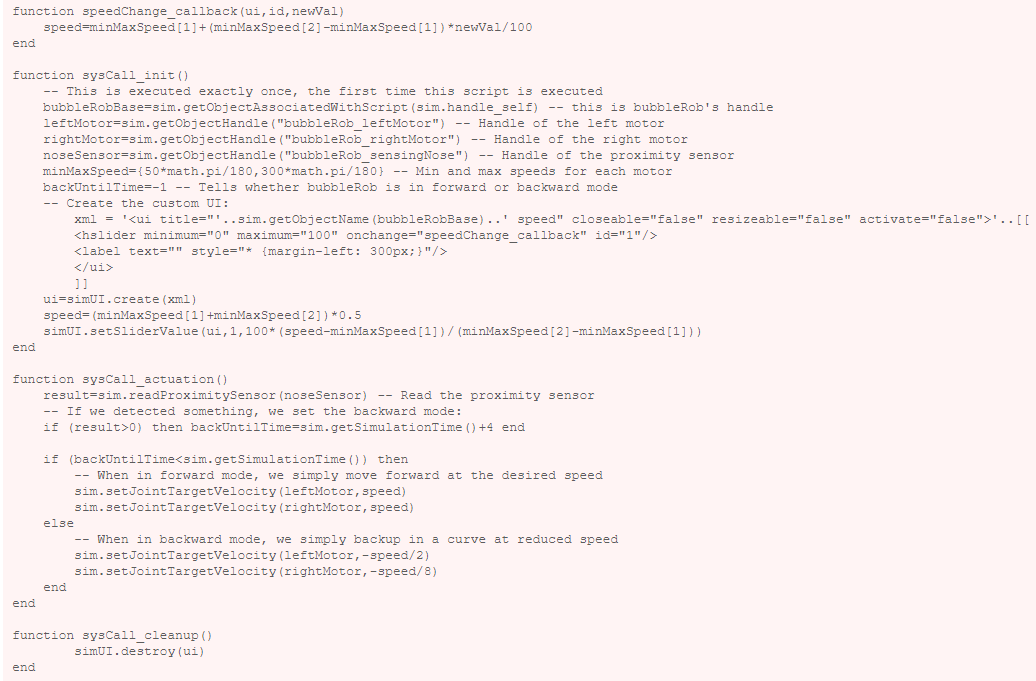 function speedChange_callback(ui,id,newVal)
    speed=minMaxSpeed[1]+(minMaxSpeed[2]-minMaxSpeed[1])*newVal/100
end

function sysCall_init()
    -- This is executed exactly once, the first time this script is executed
    bubbleRobBase=sim.getObjectAssociatedWithScript(sim.handle_self) -- this is bubbleRob's handle
    leftMotor=sim.getObjectHandle("bubbleRob_leftMotor") -- Handle of the left motor
    rightMotor=sim.getObjectHandle("bubbleRob_rightMotor") -- Handle of the right motor
    noseSensor=sim.getObjectHandle("bubbleRob_sensingNose") -- Handle of the proximity sensor
    minMaxSpeed={50*math.pi/180,300*math.pi/180} -- Min and max speeds for each motor
    backUntilTime=-1 -- Tells whether bubbleRob is in forward or backward mode
    -- Create the custom UI:
        xml = '<ui title="'..sim.getObjectName(bubbleRobBase)..' speed" closeable="false" resizeable="false" activate="false">'..[[
        <hslider minimum="0" maximum="100" onchange="speedChange_callback" id="1"/>
        <label text="" style="* {margin-left: 300px;}"/>
        </ui>
        ]]
    ui=simUI.create(xml)
    speed=(minMaxSpeed[1]+minMaxSpeed[2])*0.5
    simUI.setSliderValue(ui,1,100*(speed-minMaxSpeed[1])/(minMaxSpeed[2]-minMaxSpeed[1]))
end

function sysCall_actuation()
    result=sim.readProximitySensor(noseSensor) -- Read the proximity sensor
    -- If we detected something, we set the backward mode:
    if (result>0) then backUntilTime=sim.getSimulationTime()+4 end

    if (backUntilTime<sim.getSimulationTime()) then
        -- When in forward mode, we simply move forward at the desired speed
        sim.setJointTargetVelocity(leftMotor,speed)
        sim.setJointTargetVelocity(rightMotor,speed)
    else
        -- When in backward mode, we simply backup in a curve at reduced speed
        sim.setJointTargetVelocity(leftMotor,-speed/2)
        sim.setJointTargetVelocity(rightMotor,-speed/8)
    end
end

function sysCall_cleanup()
        simUI.destroy(ui)
end